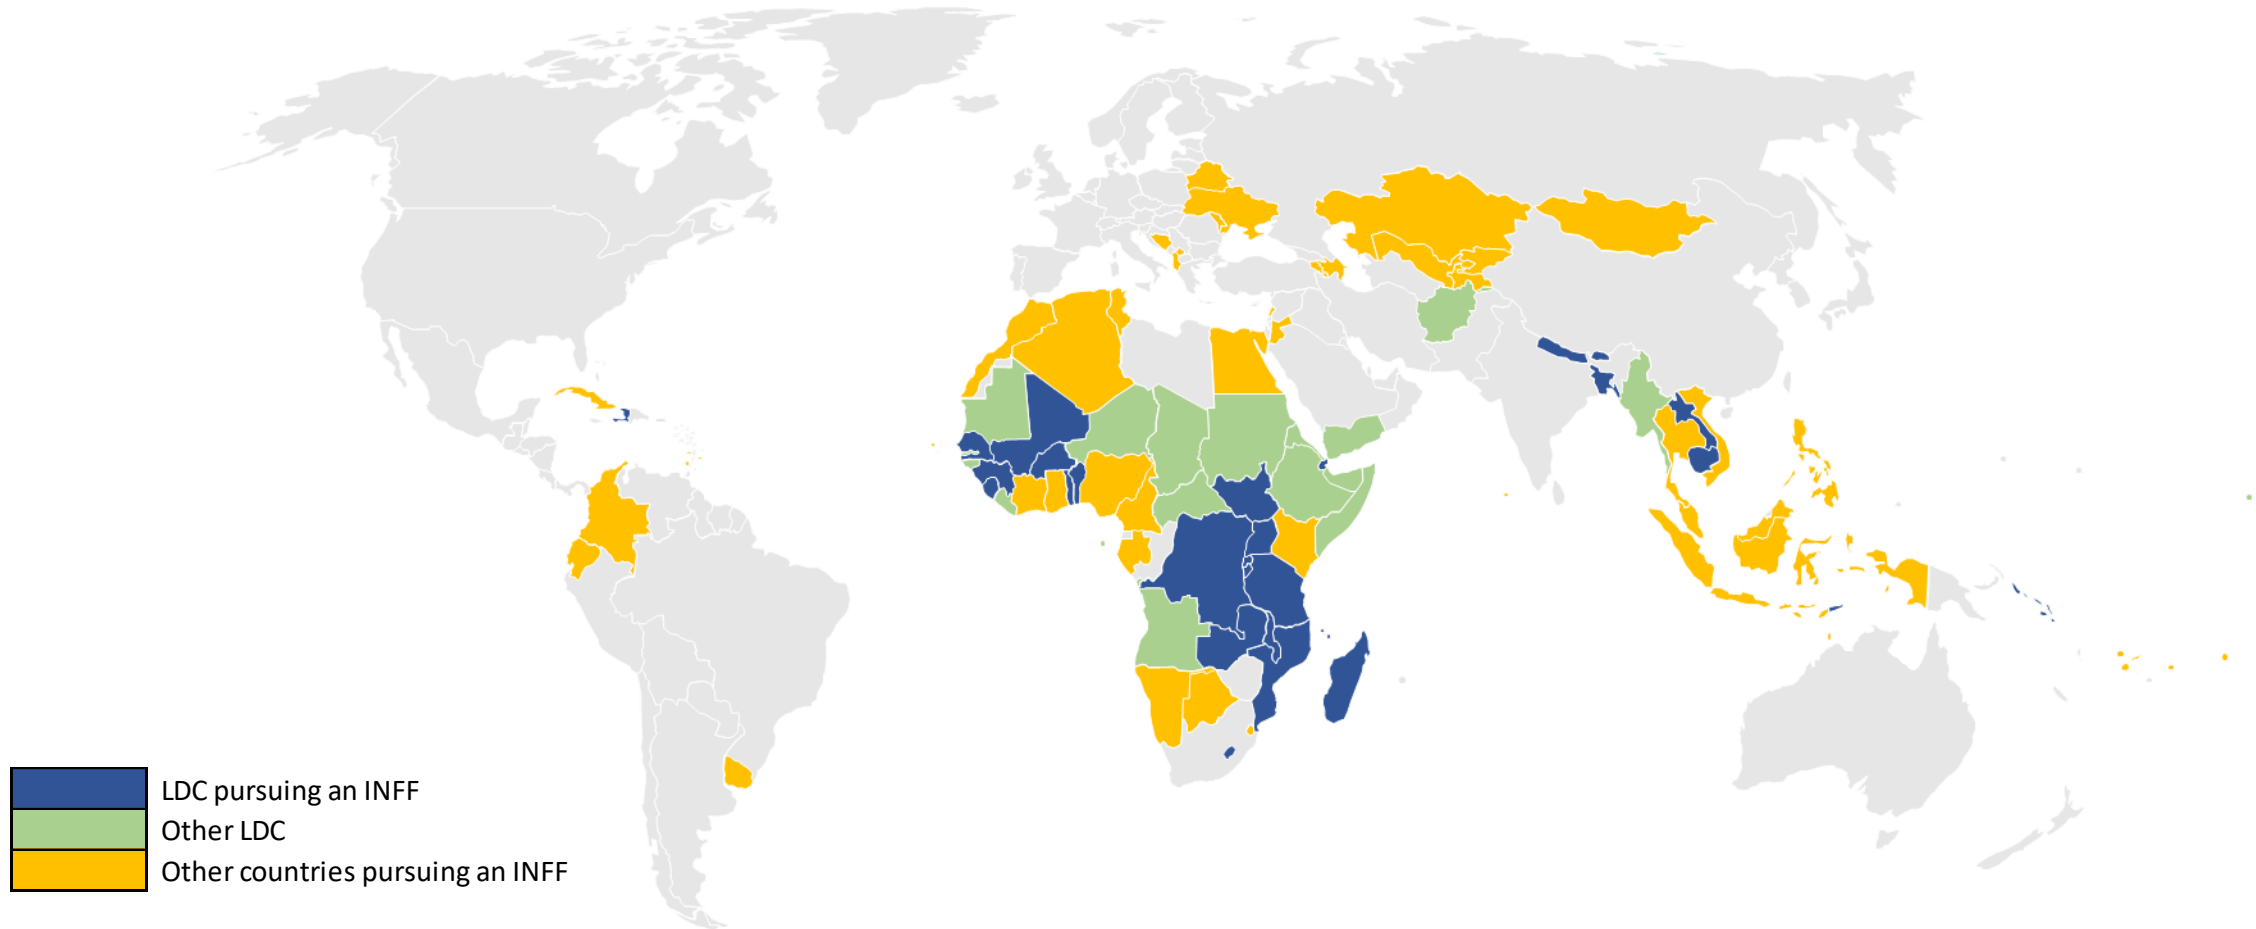 LDC pursuing an INFF
Other LDC
Other countries pursuing an INFF